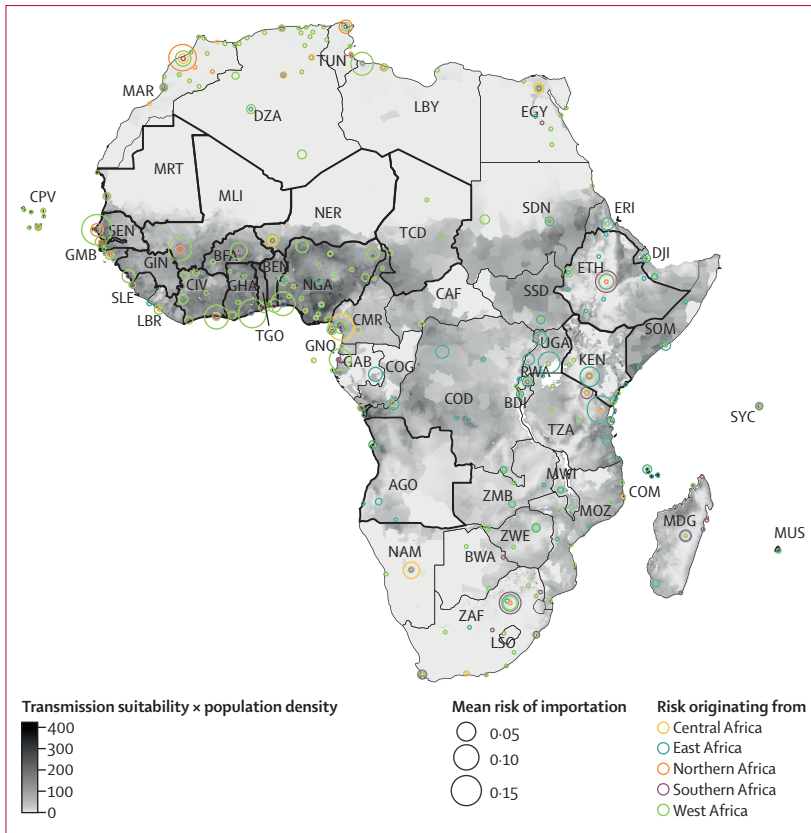 TUN
MAR
LBY
EGY
DZA
MRT
MLI
NER
CPV
SEN
TCD
SDN
ERI
GMB
GIN
BFA
BEN
DJI
ETH
SLE
CIV
GHA
NGA
CAF
SSD
LBR
CMR
SOM
TGO
GNQ
UGA
GAB
COG
KEN
RWA
COD
BDI
SYC
TZA
AGO
MWI
COM
ZMB
MOZ
MDG
ZWE
MUS
NAM
BWA
ZAF
LSO
Transmission suitability × population density
400
300
200
100
0
Mean risk of importation
0·05
0·10
0·15
Risk originating from
Central Africa
East Africa
Northern Africa
Southern Africa
West Africa